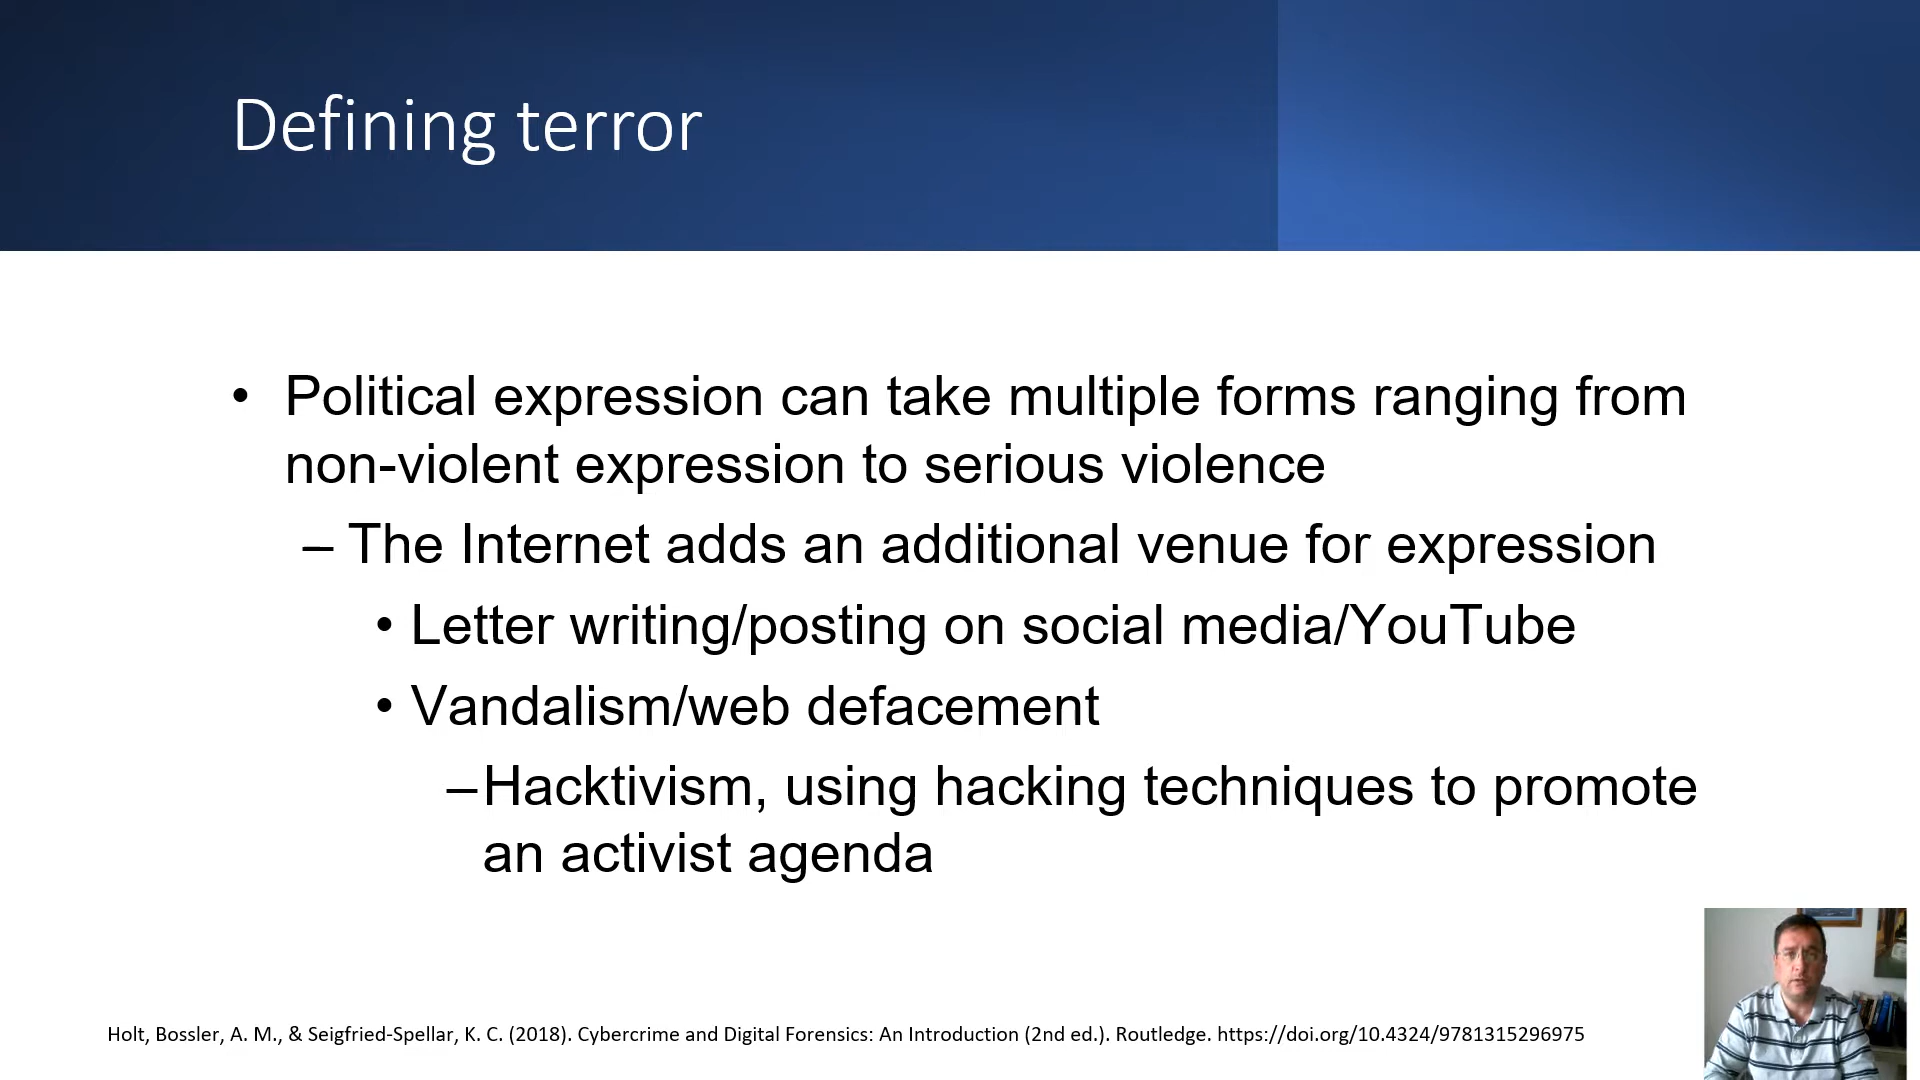 Defining terror
• Political expression can take multiple forms ranging from
non-violent expression to serious violence
– The Internet adds an additional venue for expression
• Letter writing/posting on social media/YouTube
• Vandalism/web defacement
–Hacktivism, using hacking techniques to promote
an activist agenda
Holt, Bossler, A. M., & Seigfried-Spellar, K. C. (2018). Cybercrime and Digital Forensics: An Introduction (2nd ed.). Routledge. https://doi.org/10.4324/9781315296975